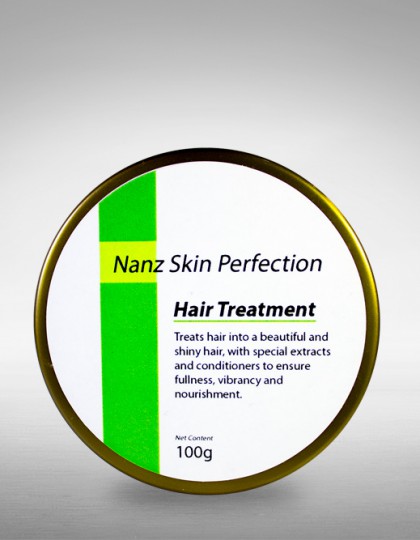 Nanz Skin Perfection
Hair Treatment
Treats hair into a beautiful and
shiny hair, with special extracts
and conditioners to ensure
fullness, vibrancy and
nourishment.
Net Content
100g